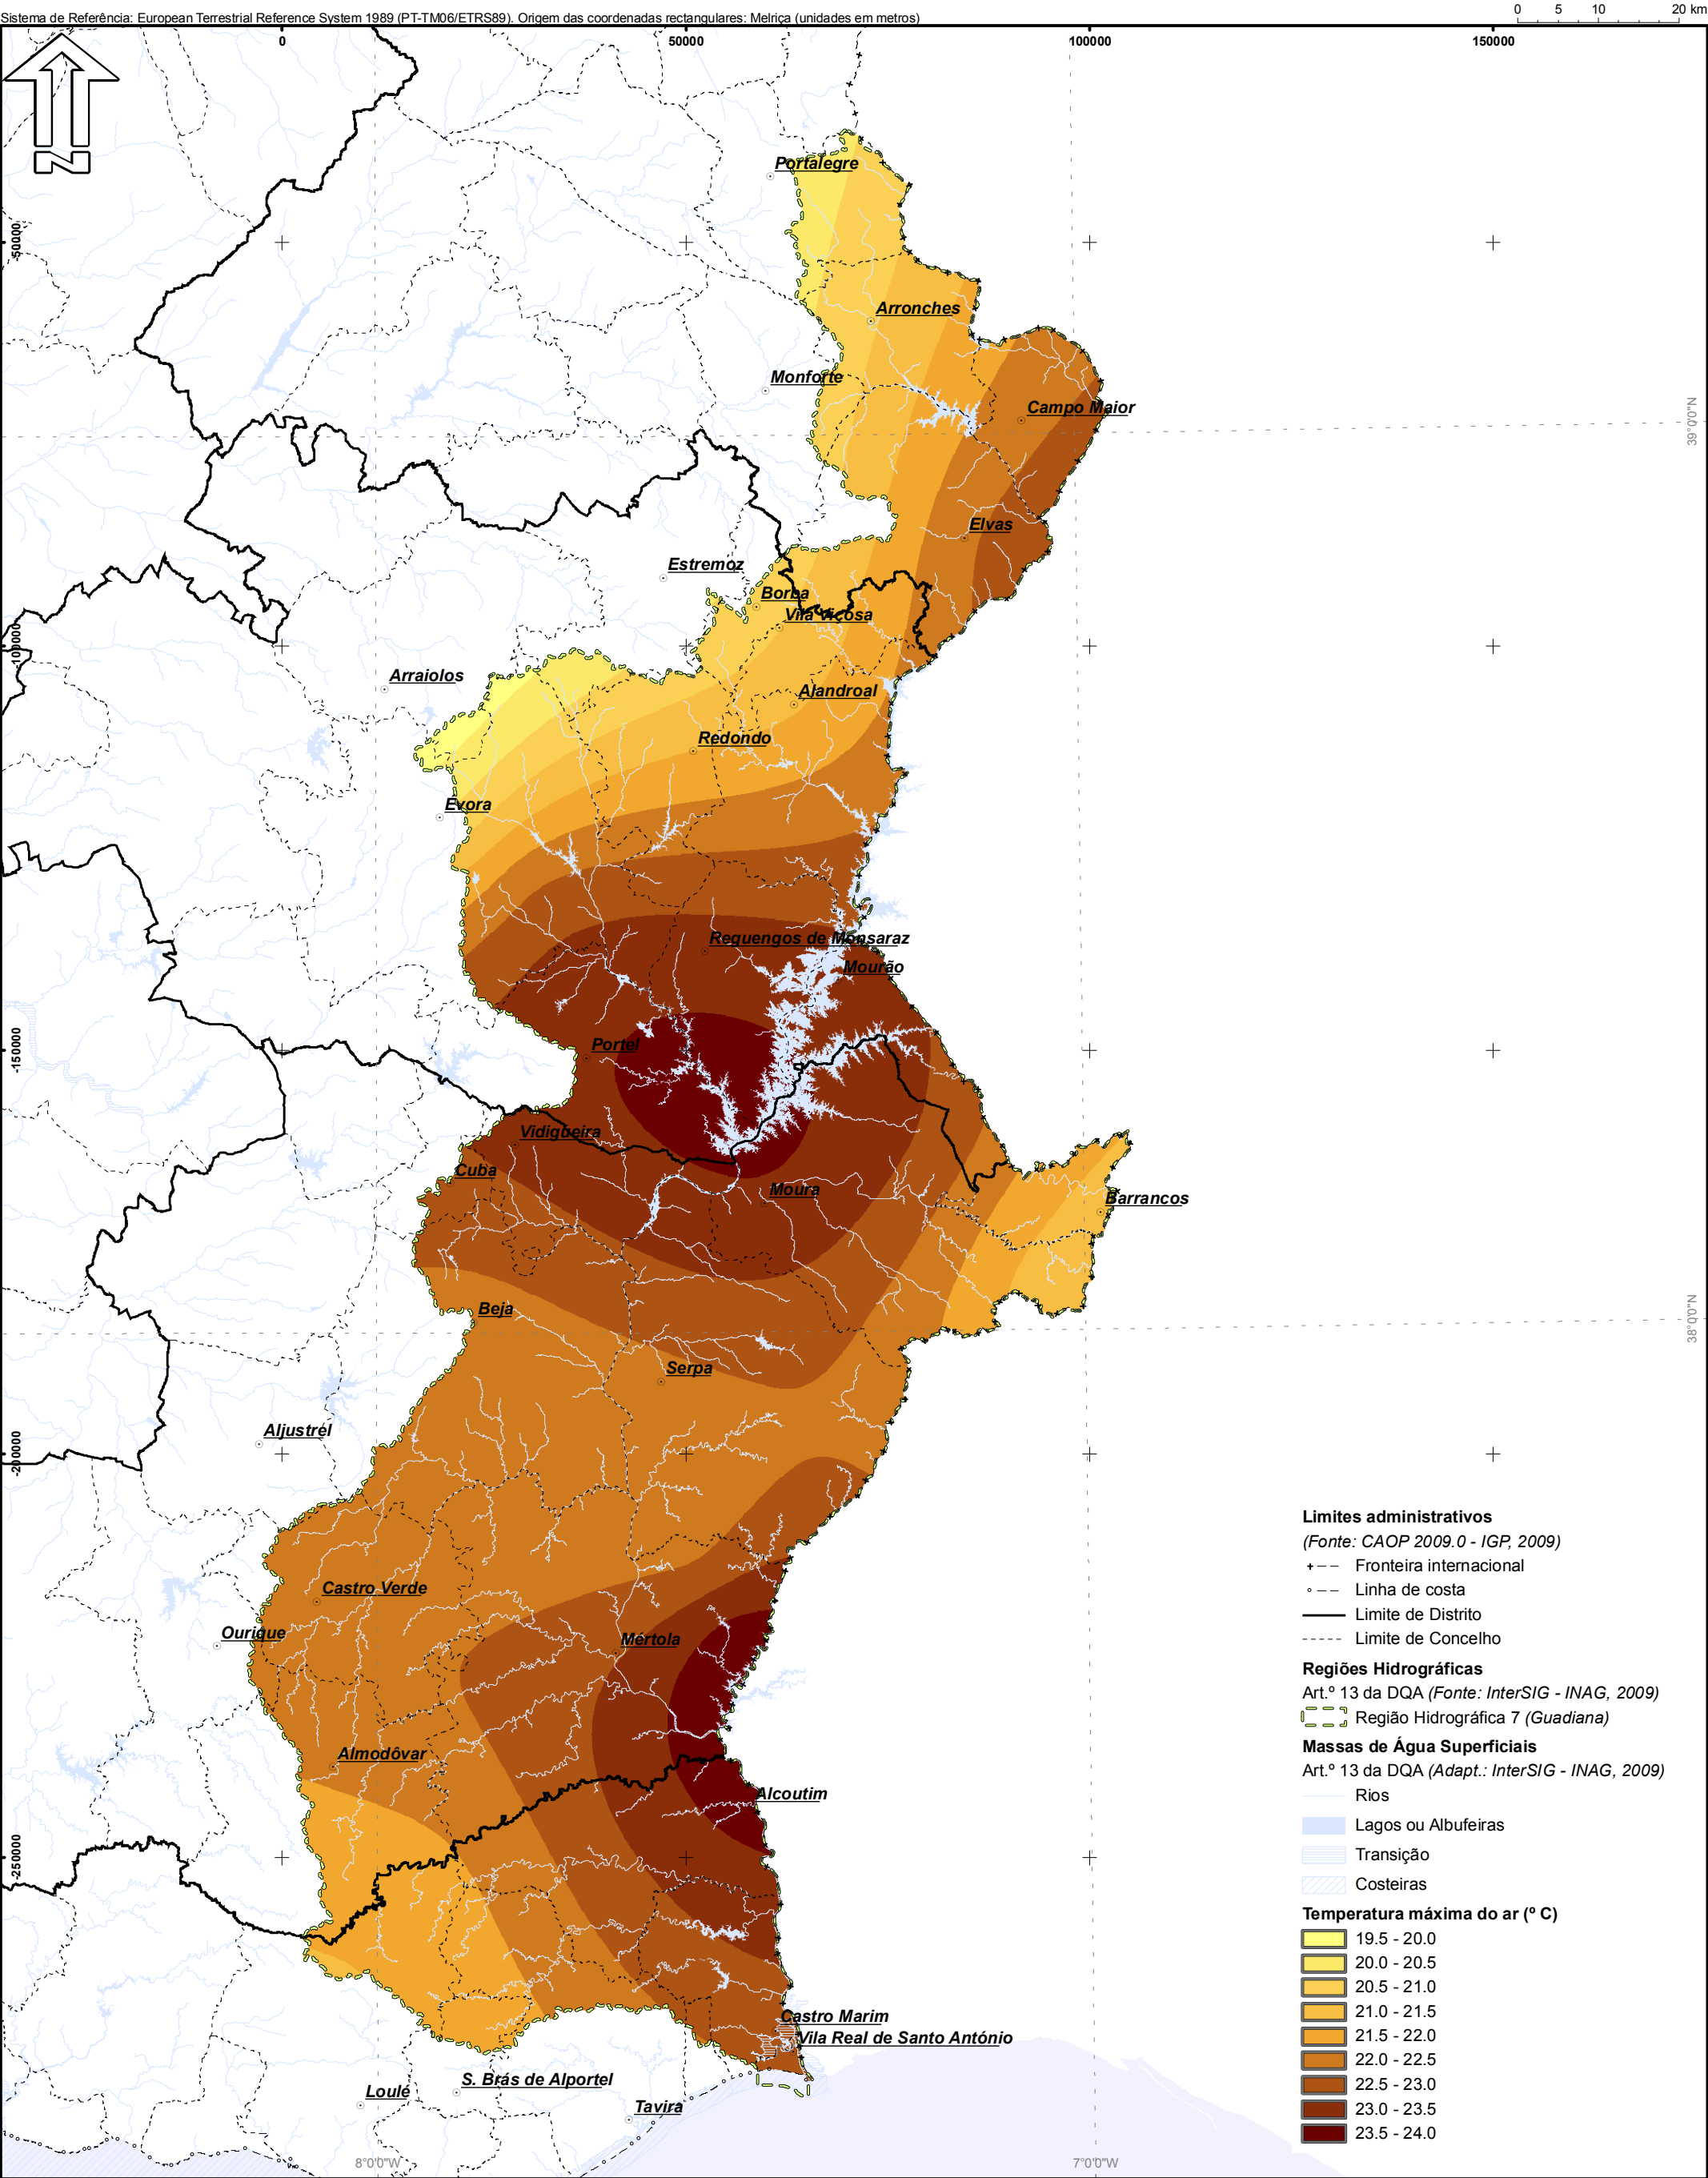 Sistema de Referência: European Terrestrial Reference System 1989 (PT-TM06/ETRS89). Origem das coordenadas rectangulares: Melriça (unidades em metros)
0 5 10 20 km
0 50000 100000 150000
N
Portalegre
-50000
Arronches
Monforte
Campo Maior
39°0'0"N
Elvas
Estremoz
Borba
Vila Viçosa
-100000
Arraiolos
Alandroal
Redondo
Évora
Reguengos de Monsaraz
Mourão
Portel
-150000
Vidigueira
Cuba
Moura
Barrancos
Beja
38°0'0"N
Serpa
Aljustrel
-200000
Castro Verde
Ourique
Mértola
Almodôvar
Alcoutim
-250000
Castro Marim
Vila Real de Santo António
S. Brás de Alportel
Loulé
Tavira
8°0'0"W
7°0'0"W
Limites administrativos
(Fonte: CAOP 2009.0 - IGP, 2009)
Fronteira internacional
Linha de costa
Limite de Distrito
Limite de Concelho
Regiões Hidrográficas
Art.º 13 da DQA (Fonte: InterSIG - INAG, 2009)
Região Hidrográfica 7 (Guadiana)
Massas de Água Superficiais
Art.º 13 da DQA (Adapt.: InterSIG - INAG, 2009)
Rios
Lagos ou Albufeiras
Transição
Costeiras
Temperatura máxima do ar (º C)
19.5 - 20.0
20.0 - 20.5
20.5 - 21.0
21.0 - 21.5
21.5 - 22.0
22.0 - 22.5
22.5 - 23.0
23.0 - 23.5
23.5 - 24.0